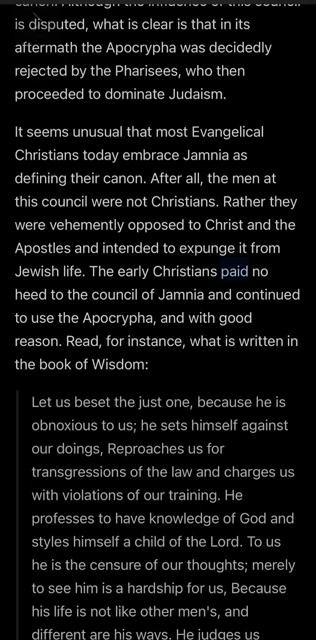 canon. Although the influence of this council
is disputed, what is clear is that in its
aftermath the Apocrypha was decidedly
rejected by the Pharisees, who then
proceeded to dominate Judaism.
It seems unusual that most Evangelical
Christians today embrace Jamnia as
defining their canon. After all, the men at
this council were not Christians. Rather they
were vehemently opposed to Christ and the
Apostles and intended to expunge it from
Jewish life. The early Christians paid no
heed to the council of Jamnia and continued
to use the Apocrypha, and with good
reason. Read, for instance, what is written in
the book of Wisdom:
Let us beset the just one, because he is
obnoxious to us; he sets himself against
our doings, Reproaches us for
transgressions of the law and charges us
with violations of our training. He
professes to have knowledge of God and
styles himself a child of the Lord. To us
he is the censure of our thoughts; merely
to see him is a hardship for us, Because
his life is not like other men's, and
different are his ways. He judges us